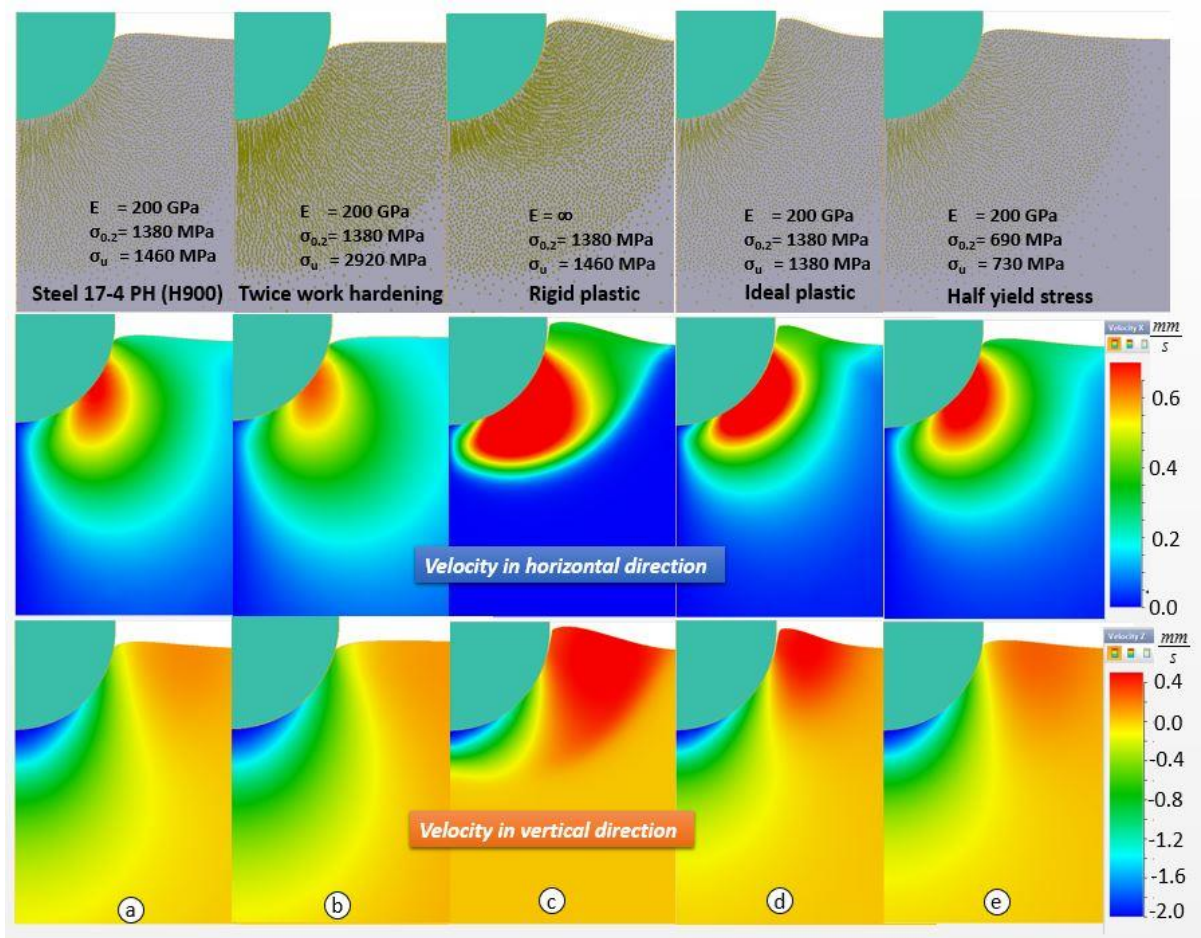 E = 200 GPa
σ0.2= 1380 MPa
σu = 1460 MPa
Steel 17-4 PH (H900)
E = 200 GPa
σ0.2= 1380 MPa
σu = 2920 MPa
Twice work hardening
E = ∞
σ0.2= 1380 MPa
σu = 1460 MPa
Rigid plastic
E = 200 GPa
σ0.2= 1380 MPa
σu = 1380 MPa
Ideal plastic
E = 200 GPa
σ0.2= 690 MPa
σu = 730 MPa
Half yield stress
Velocity X
mm
s
0.6
0.4
0.2
0.0
Velocity in horizontal direction
Velocity Z
mm
s
0.4
0.0
-0.4
-0.8
-1.2
-1.6
-2.0
Velocity in vertical direction
a
b
c
d
e